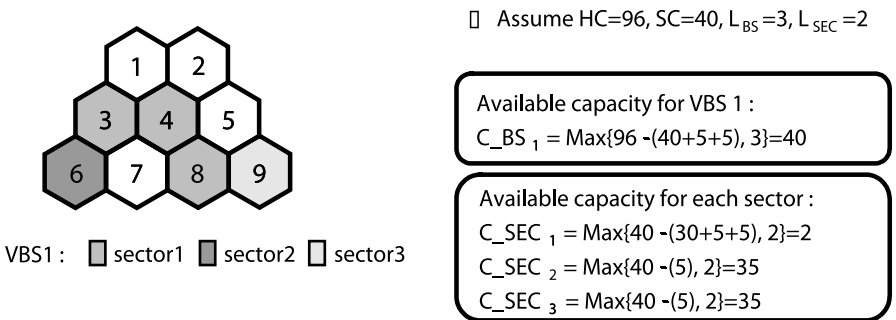 ▯ Assume HC=96, SC=40, L BS =3, L SEC =2
1 2
3 4 5
6 7 8 9
VBS1 : sector1 sector2 sector3
Available capacity for VBS 1 :
C_BS 1 = Max{96 -(40+5+5), 3}=40
Available capacity for each sector :
C_SEC 1 = Max{40 -(30+5+5), 2}=2
C_SEC 2 = Max{40 -(5), 2}=35
C_SEC 3 = Max{40 -(5), 2}=35